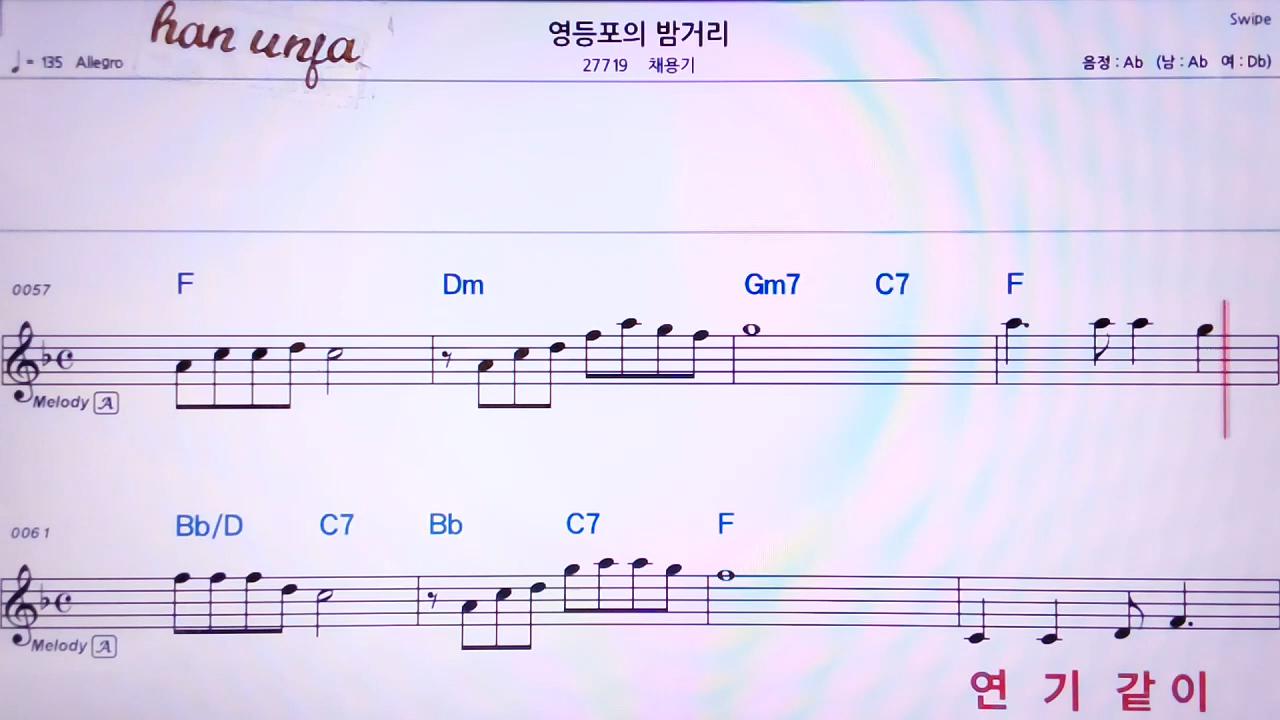 han unfa
영등포의 밤거리
Swipe
♩= 135 Allegro
27719 채용기
음정 : Ab (남 : Ab 여 : Db)
0057
F Dm Gm7 C7 F
Melody A
0061
Bb/D C7 Bb C7 F
Melody A
연 기 같 이